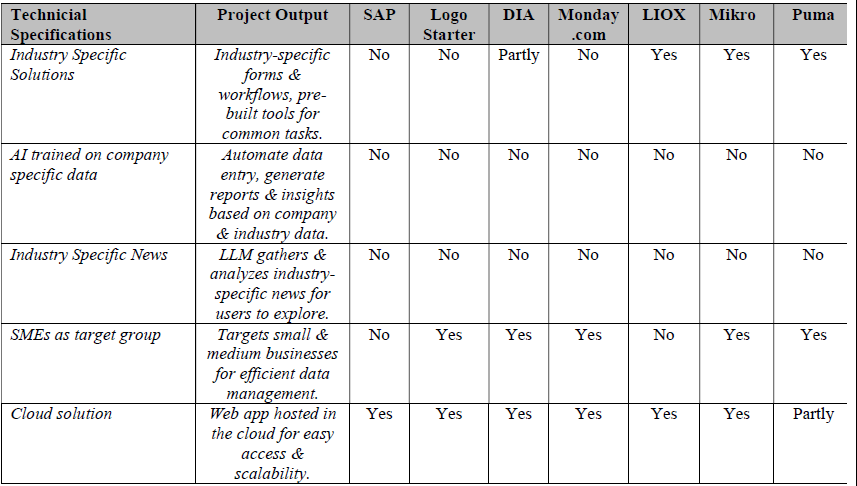 Technicial Specifications | Project Output | SAP | Logo Starter | DIA | Monday .com | LIOX | Mikro | Puma
Industry Specific Solutions | Industry-specific forms & workflows, pre-built tools for common tasks. | No | No | Partly | No | Yes | Yes | Yes
AI trained on company specific data | Automate data entry, generate reports & insights based on company & industry data. | No | No | No | No | No | No | No
Industry Specific News | LLM gathers & analyzes industry-specific news for users to explore. | No | No | No | No | No | No | No
SMEs as target group | Targets small & medium businesses for efficient data management. | No | Yes | Yes | Yes | No | Yes | Yes
Cloud solution | Web app hosted in the cloud for easy access & scalability. | Yes | Yes | Yes | Yes | Yes | Yes | Partly